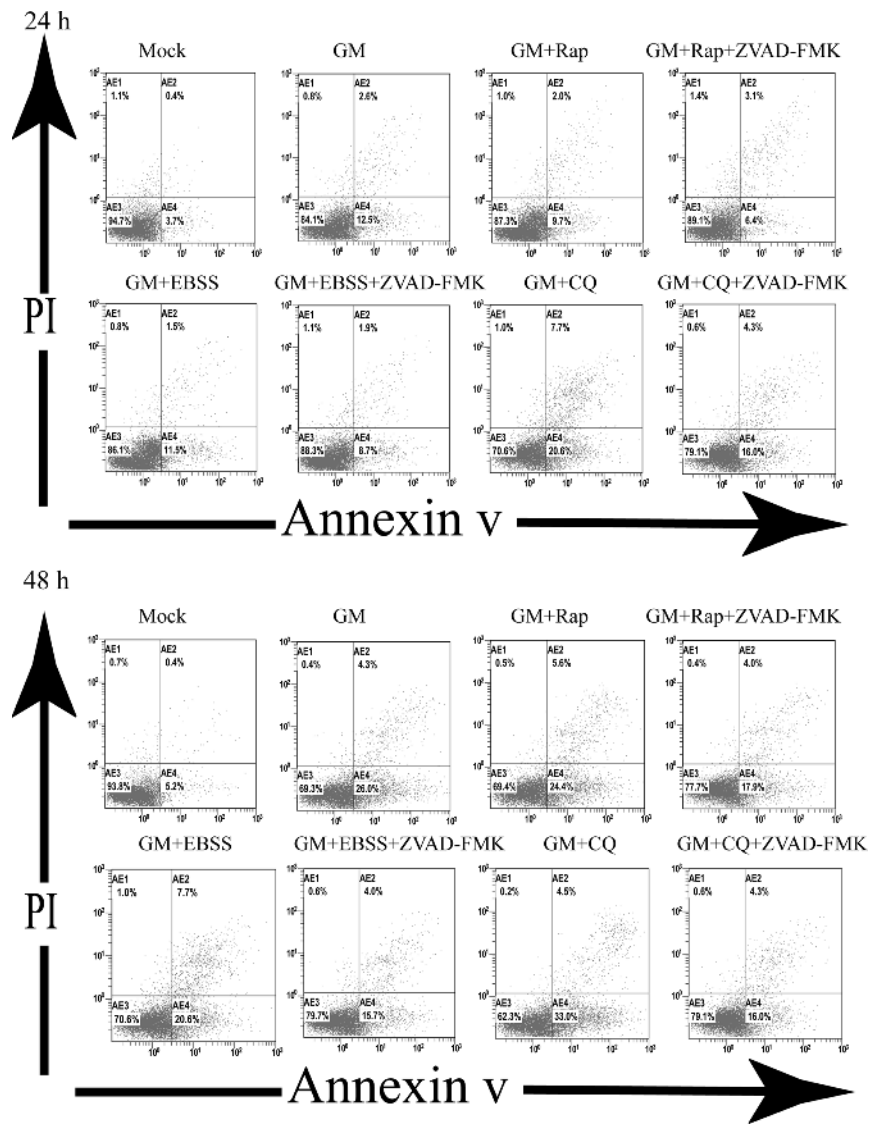 24 h
Mock GM GM+Rap GM+Rap+ZVAD-FMK
AE1 AE2 AE1 AE2 AE1 AE2 AE1 AE2
1.1% 0.4% 0.8% 2.6% 1.0% 2.0% 1.4% 3.1%
AE3 AE4 AE3 AE4 AE3 AE4 AE3 AE4
94.7% 3.7% 84.1% 12.5% 87.3% 9.7% 89.1% 6.4%
GM+EBSS GM+EBSS+ZVAD-FMK GM+CQ GM+CQ+ZVAD-FMK
AE1 AE2 AE1 AE2 AE1 AE2 AE1 AE2
0.8% 1.5% 1.1% 1.9% 1.0% 7.7% 0.6% 4.3%
AE3 AE4 AE3 AE4 AE3 AE4 AE3 AE4
86.1% 11.5% 88.3% 8.7% 70.6% 20.6% 79.1% 16.0%
PI
Annexin v
48 h
Mock GM GM+Rap GM+Rap+ZVAD-FMK
AE1 AE2 AE1 AE2 AE1 AE2 AE1 AE2
0.7% 0.4% 0.4% 4.3% 0.5% 5.6% 0.4% 4.0%
AE3 AE4 AE3 AE4 AE3 AE4 AE3 AE4
93.8% 5.2% 69.3% 26.0% 69.4% 24.4% 77.7% 17.9%
GM+EBSS GM+EBSS+ZVAD-FMK GM+CQ GM+CQ+ZVAD-FMK
AE1 AE2 AE1 AE2 AE1 AE2 AE1 AE2
1.0% 7.7% 0.6% 4.0% 0.2% 4.5% 0.6% 4.3%
AE3 AE4 AE3 AE4 AE3 AE4 AE3 AE4
70.6% 20.6% 79.7% 15.7% 62.3% 33.0% 79.1% 16.0%
PI
Annexin v